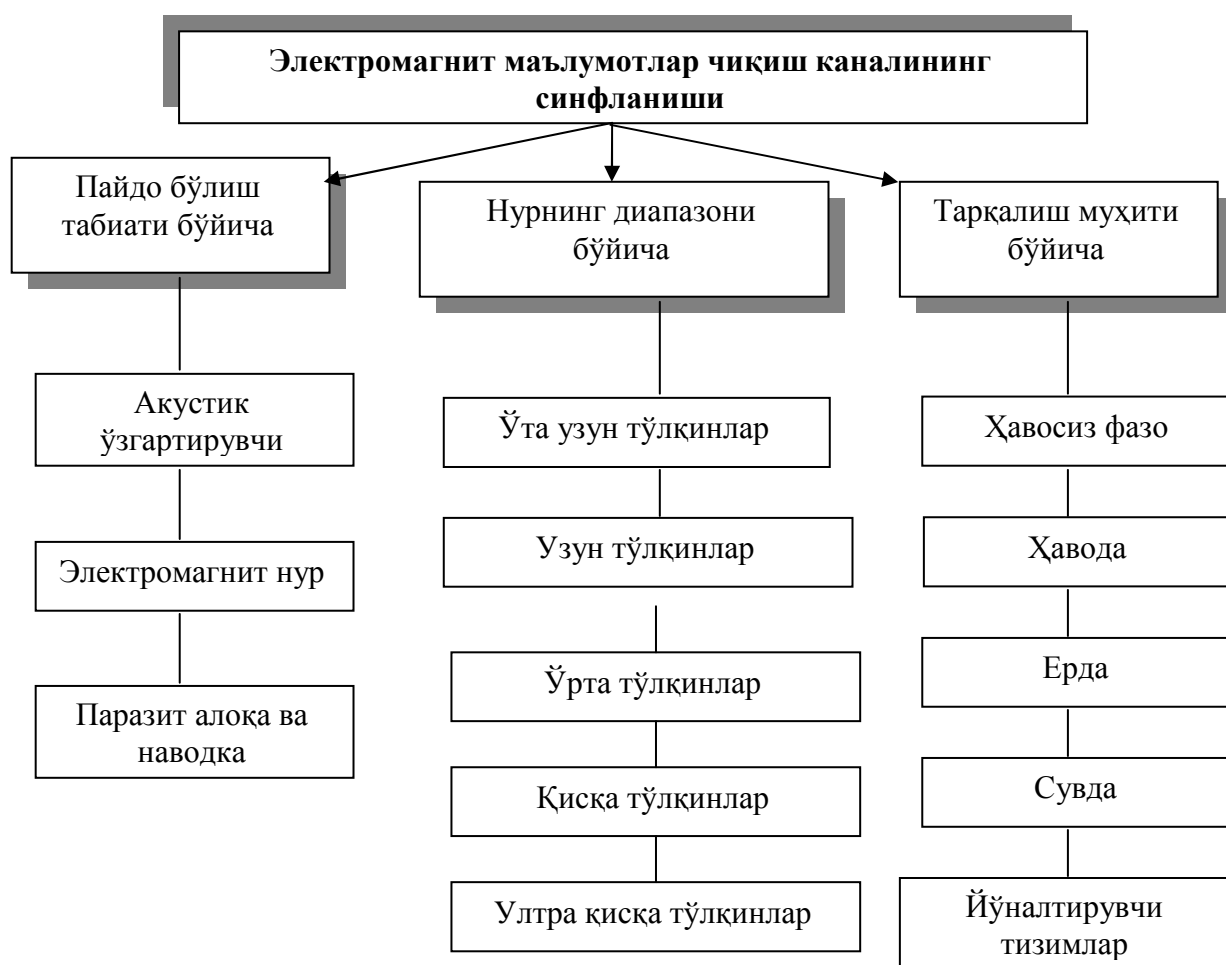 Электромагнит маълумотлар чиқиш каналининг
синфланиши
Пайдо бўлиш
табиати бўйича
Акустик
ўзгартирувчи
Электромагнит нур
Паразит алоқа ва
наводка
Нурнинг диапазони
бўйича
Ўта узун тўлқинлар
Узун тўлқинлар
Ўрта тўлқинлар
Қисқа тўлқинлар
Ултра қисқа тўлқинлар
Тарқалиш муҳити
бўйича
Ҳавосиз фазо
Ҳавода
Ерда
Сувда
Йўналтирувчи
тизимлар